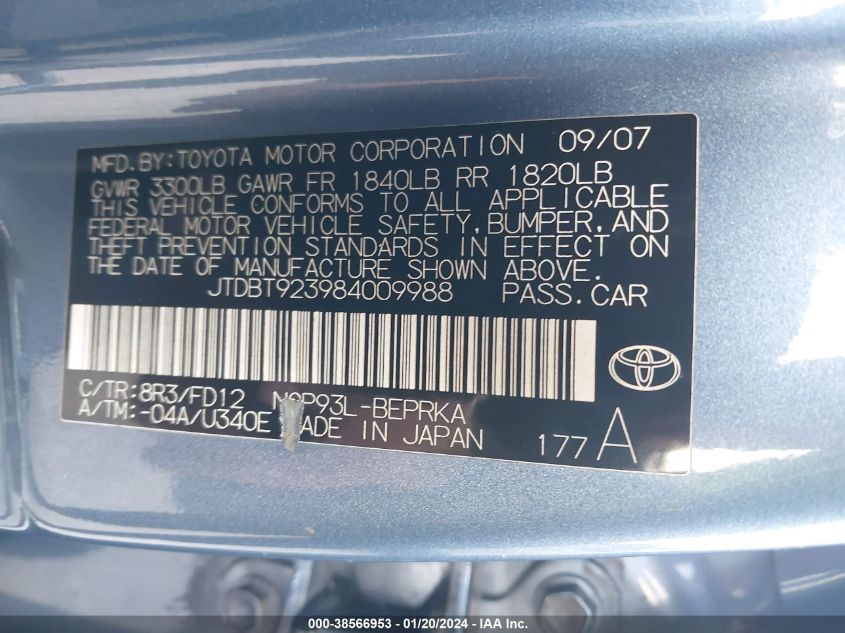 MFD.BY:TOYOTA MOTOR CORPORATION 09/07
GVWR 3300LB GAWR FR 1840LB RR 1820LB
THIS VEHICLE CONFORMS TO ALL APPLICABLE
FEDERAL MOTOR VEHICLE SAFETY,BUMPER,AND
THEFT PREVENTION STANDARDS IN EFFECT ON
THE DATE OF MANUFACTURE SHOWN ABOVE.
JTDBT923984009988 PASS.CAR
C/TR:8R3/FD12 NCP93L-BEPRKA
A/TM:-04A/U340E MADE IN JAPAN
177 A
000-38566953 - 01/20/2024 - IAA Inc.